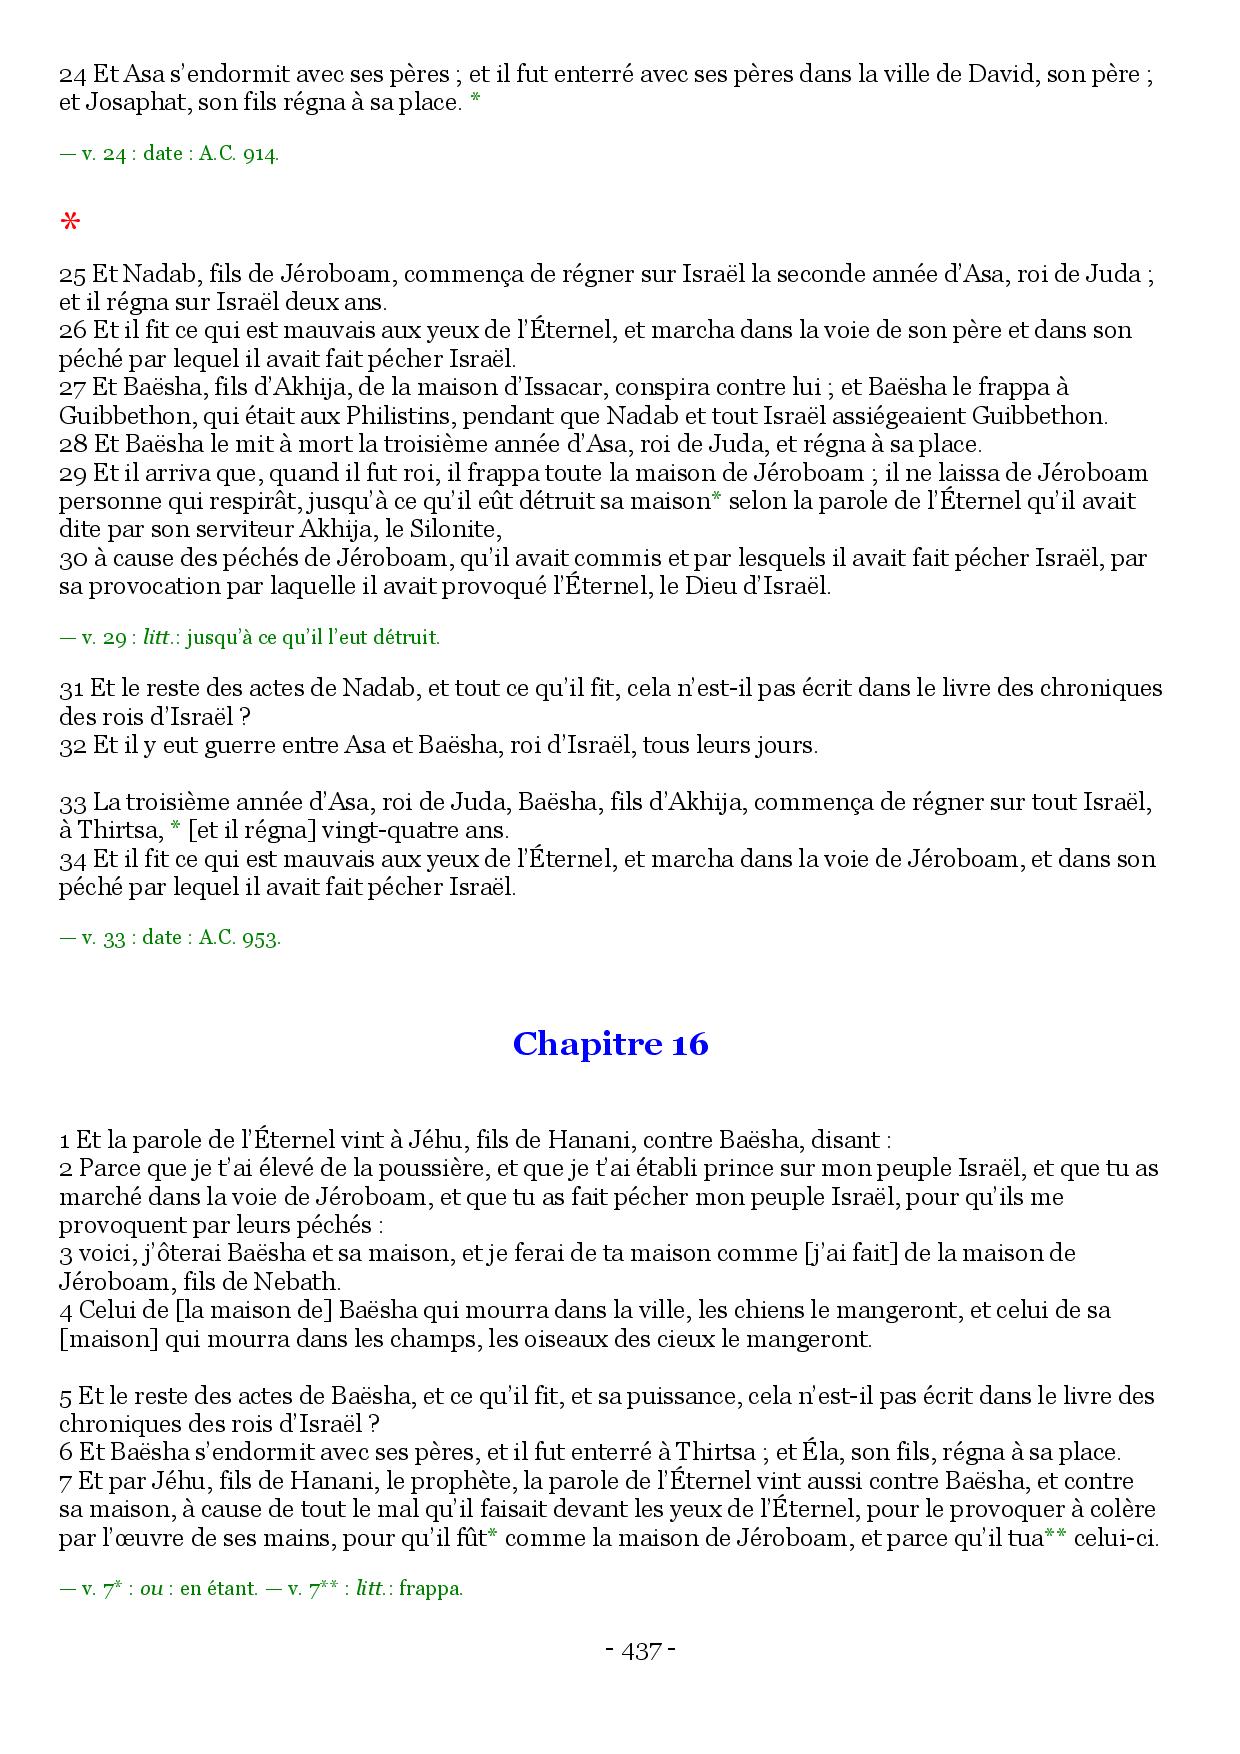 24 Et Asa s’endormit avec ses pères ; et il fut enterré avec ses pères dans la ville de David, son père ;
et Josaphat, son fils régna à sa place. *
— v. 24 : date : A.C. 914.
*
25 Et Nadab, fils de Jéroboam, commença de régner sur Israël la seconde année d’Asa, roi de Juda ;
et il régna sur Israël deux ans.
26 Et il fit ce qui est mauvais aux yeux de l’Éternel, et marcha dans la voie de son père et dans son
péché par lequel il avait fait pécher Israël.
27 Et Baësha, fils d’Akhija, de la maison d’Issacar, conspira contre lui ; et Baësha le frappa à
Guibbethon, qui était aux Philistins, pendant que Nadab et tout Israël assiégeaient Guibbethon.
28 Et Baësha le mit à mort la troisième année d’Asa, roi de Juda, et régna à sa place.
29 Et il arriva que, quand il fut roi, il frappa toute la maison de Jéroboam ; il ne laissa de Jéroboam
personne qui respirât, jusqu’à ce qu’il eût détruit sa maison* selon la parole de l’Éternel qu’il avait
dite par son serviteur Akhija, le Silonite,
30 à cause des péchés de Jéroboam, qu’il avait commis et par lesquels il avait fait pécher Israël, par
sa provocation par laquelle il avait provoqué l’Éternel, le Dieu d’Israël.
— v. 29 : litt.: jusqu’à ce qu’il l’eut détruit.
31 Et le reste des actes de Nadab, et tout ce qu’il fit, cela n’est-il pas écrit dans le livre des chroniques
des rois d’Israël ?
32 Et il y eut guerre entre Asa et Baësha, roi d’Israël, tous leurs jours.
33 La troisième année d’Asa, roi de Juda, Baësha, fils d’Akhija, commença de régner sur tout Israël,
à Thirtsa, * [et il régna] vingt-quatre ans.
34 Et il fit ce qui est mauvais aux yeux de l’Éternel, et marcha dans la voie de Jéroboam, et dans son
péché par lequel il avait fait pécher Israël.
— v. 33 : date : A.C. 953.
Chapitre 16
1 Et la parole de l’Éternel vint à Jéhu, fils de Hanani, contre Baësha, disant :
2 Parce que je t’ai élevé de la poussière, et que je t’ai établi prince sur mon peuple Israël, et que tu as
marché dans la voie de Jéroboam, et que tu as fait pécher mon peuple Israël, pour qu’ils me
provoquent par leurs péchés :
3 voici, j’ôterai Baësha et sa maison, et je ferai de ta maison comme [j’ai fait] de la maison de
Jéroboam, fils de Nebath.
4 Celui de [la maison de] Baësha qui mourra dans la ville, les chiens le mangeront, et celui de sa
[maison] qui mourra dans les champs, les oiseaux des cieux le mangeront.
5 Et le reste des actes de Baësha, et ce qu’il fit, et sa puissance, cela n’est-il pas écrit dans le livre des
chroniques des rois d’Israël ?
6 Et Baësha s’endormit avec ses pères, et il fut enterré à Thirtsa ; et Éla, son fils, régna à sa place.
7 Et par Jéhu, fils de Hanani, le prophète, la parole de l’Éternel vint aussi contre Baësha, et contre
sa maison, à cause de tout le mal qu’il faisait devant les yeux de l’Éternel, pour le provoquer à colère
par l’œuvre de ses mains, pour qu’il fût* comme la maison de Jéroboam, et parce qu’il tua** celui-ci.
— v. 7* : ou : en étant. — v. 7** : litt.: frappa.
- 437 -